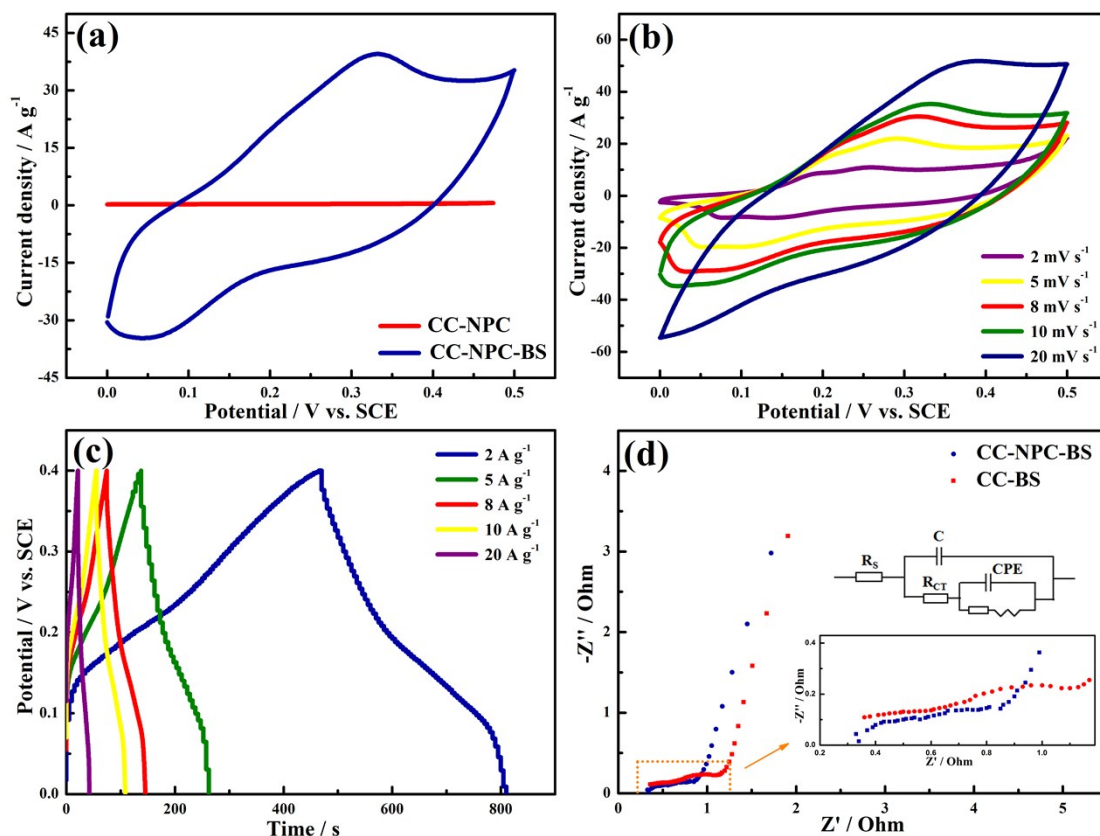 (a)
45
30
15
0
-15
-30
-45
Current density / A g⁻¹
0.0 0.1 0.2 0.3 0.4 0.5
Potential / V vs. SCE
CC-NPC
CC-NPC-BS
(b)
60
40
20
0
-20
-40
-60
Current density / A g⁻¹
0.0 0.1 0.2 0.3 0.4 0.5
Potential / V vs. SCE
2 mV s⁻¹
5 mV s⁻¹
8 mV s⁻¹
10 mV s⁻¹
20 mV s⁻¹
(c)
0.4
0.3
0.2
0.1
0.0
Potential / V vs. SCE
0 200 400 600 800
Time / s
2 A g⁻¹
5 A g⁻¹
8 A g⁻¹
10 A g⁻¹
20 A g⁻¹
(d)
4
3
2
1
0
-Z'' / Ohm
0 1 2 3 4 5
Z' / Ohm
CC-NPC-BS
CC-BS
C
R_S
CPE
R_CT
0.4
0.2
0.0
-Z'' / Ohm
0.2 0.4 0.6 0.8 1.0
Z' / Ohm